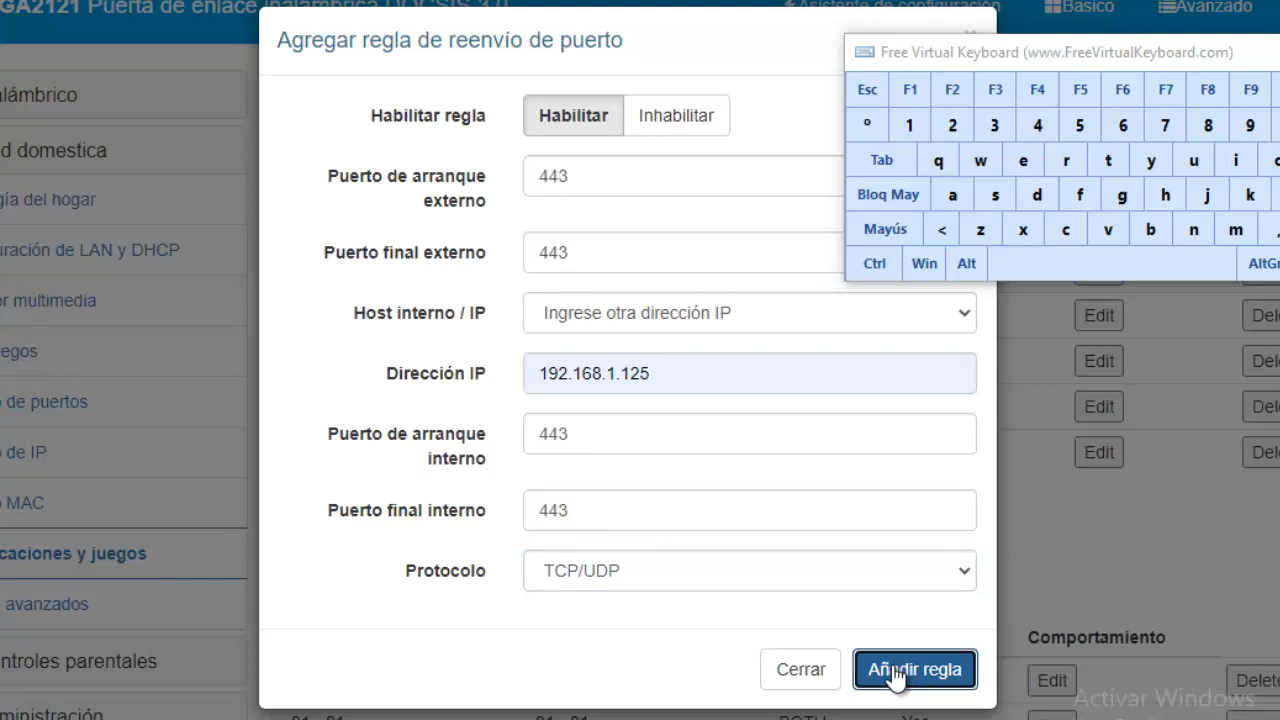 GA2121 Puerta de enlace inalámbrica DOCSIS 3.0
Asistente de configuración
Basico
Avanzado
Agregar regla de reenvío de puerto
Habilitar regla
Habilitar
Inhabilitar
Puerto de arranque
externo
443
Puerto final externo
443
Host interno / IP
Ingrese otra dirección IP
Dirección IP
192.168.1.125
Puerto de arranque
interno
443
Puerto final interno
443
Protocolo
TCP/UDP
Cerrar
Añadir regla
alámbrico
d domestica
gía del hogar
uración de LAN y DHCP
or multimedia
egos
o de puertos
o de IP
o MAC
caciones y juegos
avanzados
ntroles parentales
ministración
Free Virtual Keyboard (www.FreeVirtualKeyboard.com)
Esc F1 F2 F3 F4 F5 F6 F7 F8 F9
º 1 2 3 4 5 6 7 8 9
Tab q w e r t y u i
Bloq May a s d f g h j k
Mayús < z x c v b n m ,
Ctrl Win Alt AltGr
Edit Del
Edit Del
Edit Del
Edit Del
Comportamiento
Edit Delete
Activar Windows